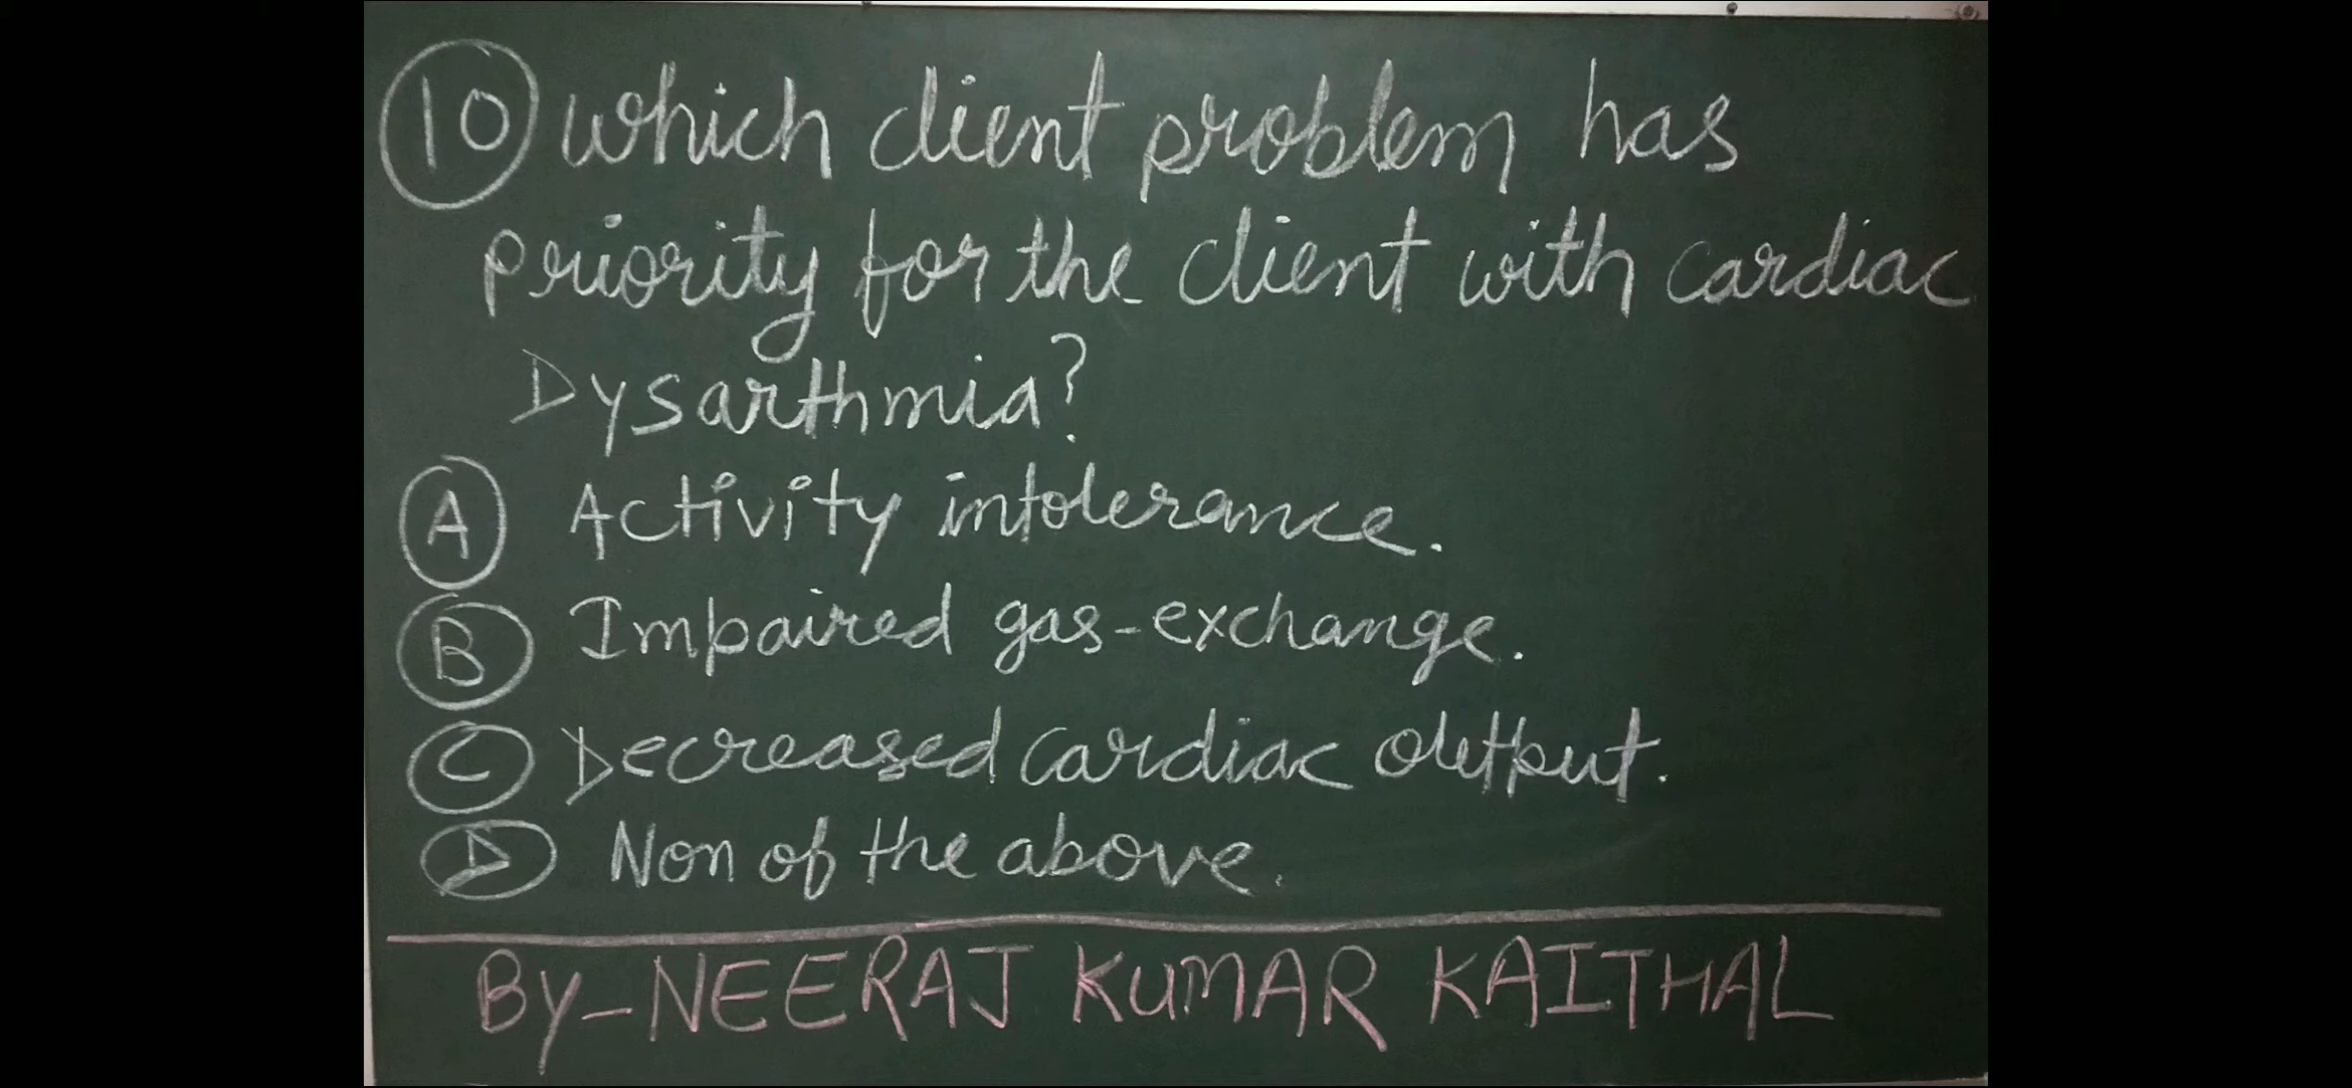 10 which client problem has
priority for the client with cardiac
Dysarthmia?
A Activity intolerance.
B Impaired gas-exchange.
C Decreased cardiac output.
D Non of the above.
BY-NEERAJ KUMAR KAITHAL